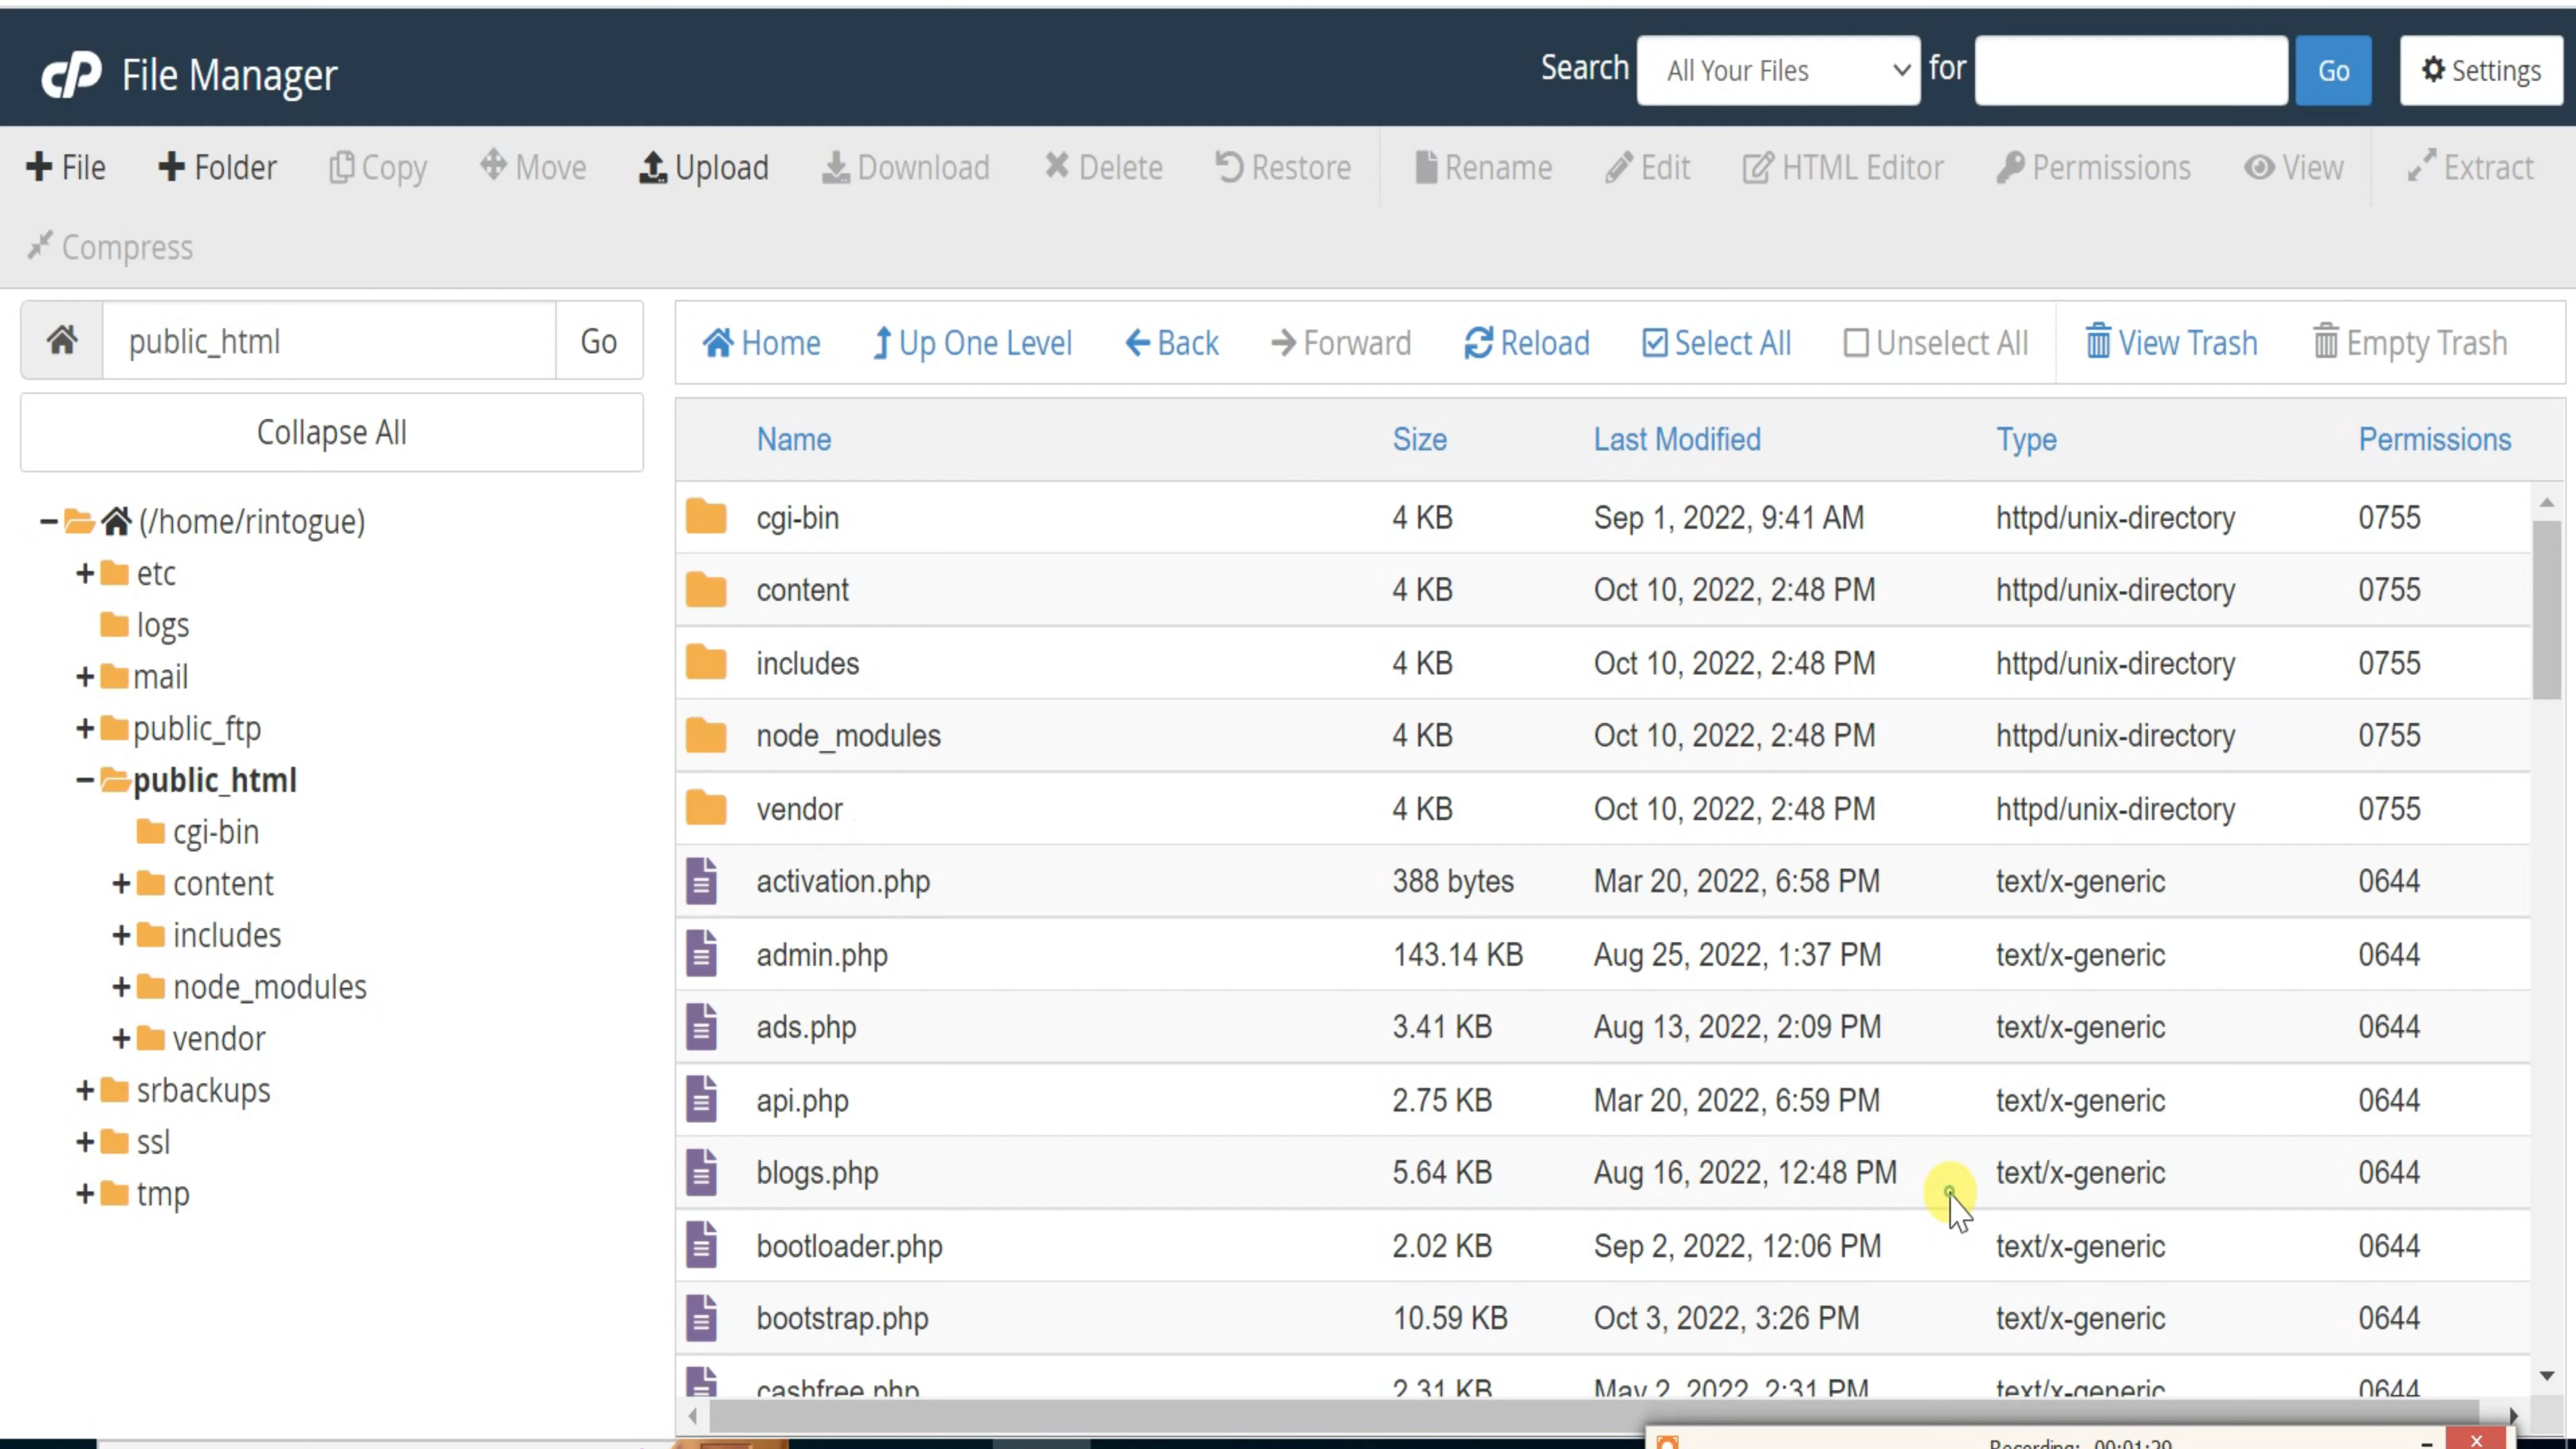 cP File Manager
Search All Your Files for Go Settings
File Folder Copy Move Upload Download Delete Restore Rename Edit HTML Editor Permissions View Extract
Compress
public_html Go
Home Up One Level Back Forward Reload Select All Unselect All View Trash Empty Trash
Collapse All
(/home/rintogue)
etc
logs
mail
public_ftp
public_html
cgi-bin
content
includes
node_modules
vendor
srbackups
ssl
tmp
Name Size Last Modified Type Permissions
cgi-bin 4 KB Sep 1, 2022, 9:41 AM httpd/unix-directory 0755
content 4 KB Oct 10, 2022, 2:48 PM httpd/unix-directory 0755
includes 4 KB Oct 10, 2022, 2:48 PM httpd/unix-directory 0755
node_modules 4 KB Oct 10, 2022, 2:48 PM httpd/unix-directory 0755
vendor 4 KB Oct 10, 2022, 2:48 PM httpd/unix-directory 0755
activation.php 388 bytes Mar 20, 2022, 6:58 PM text/x-generic 0644
admin.php 143.14 KB Aug 25, 2022, 1:37 PM text/x-generic 0644
ads.php 3.41 KB Aug 13, 2022, 2:09 PM text/x-generic 0644
api.php 2.75 KB Mar 20, 2022, 6:59 PM text/x-generic 0644
blogs.php 5.64 KB Aug 16, 2022, 12:48 PM text/x-generic 0644
bootloader.php 2.02 KB Sep 2, 2022, 12:06 PM text/x-generic 0644
bootstrap.php 10.59 KB Oct 3, 2022, 3:26 PM text/x-generic 0644
cashfree.php 2.31 KB May 2, 2022, 2:31 PM text/x-generic 0644
Recording: 00:01:29